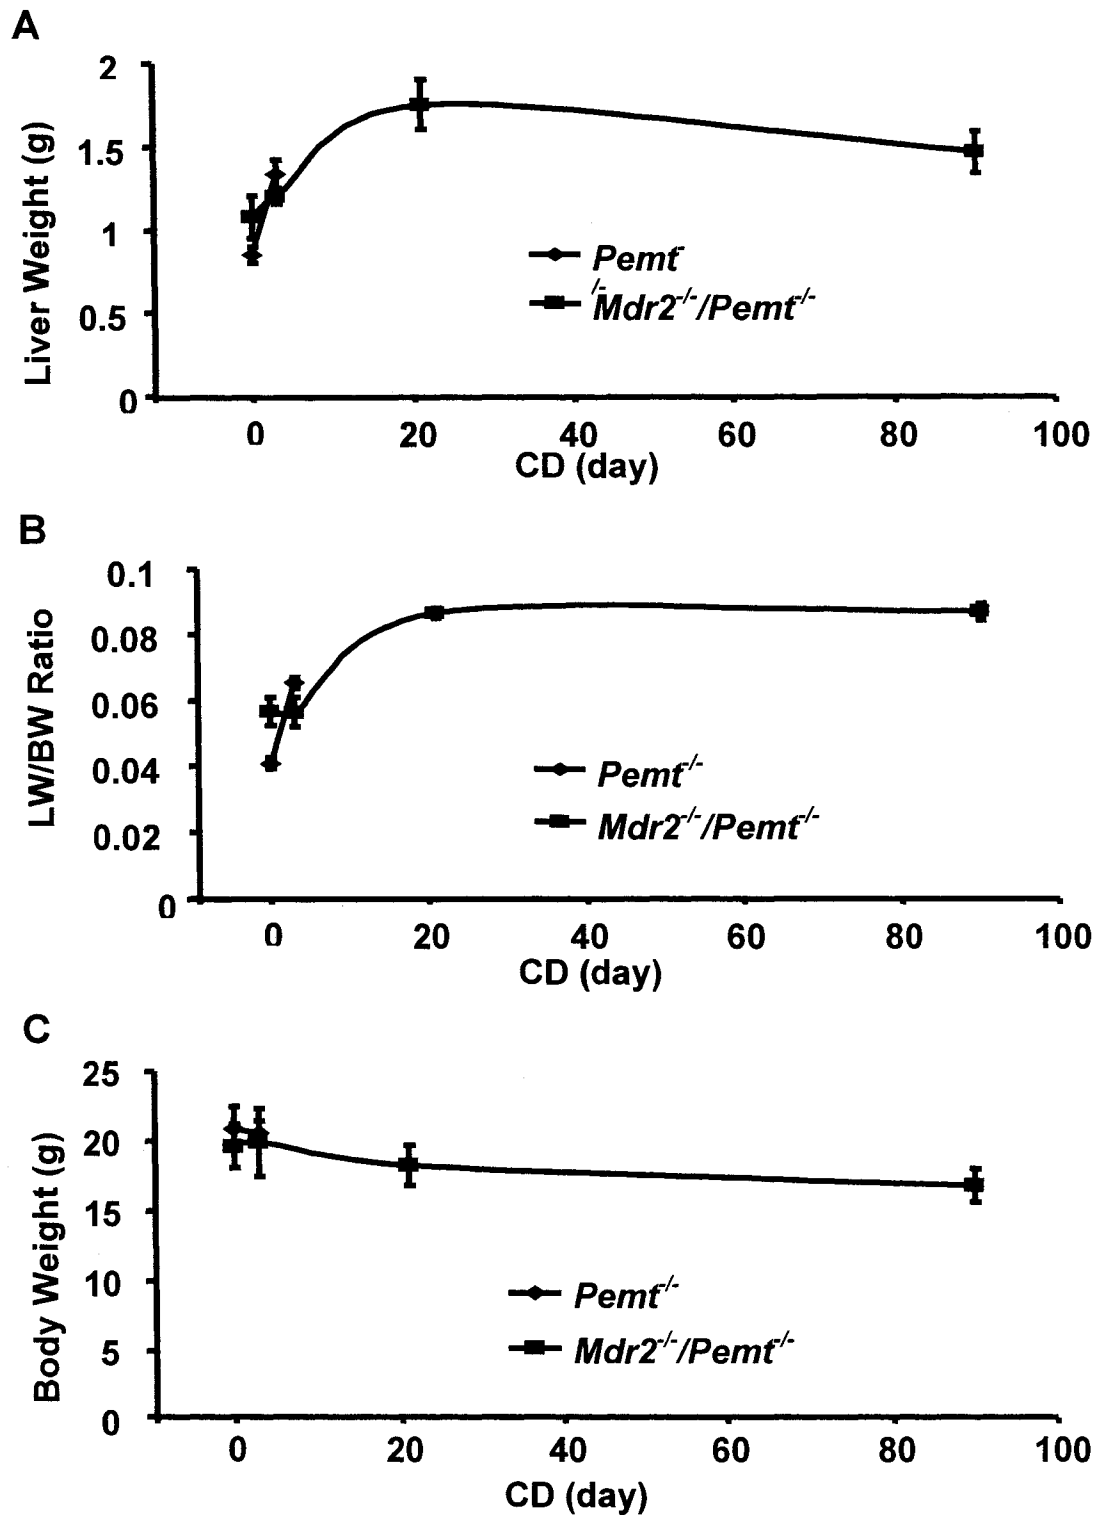 A
2
1.5
1
0.5
0
Liver Weight (g)
Pemt-
/-
Mdr2-/-/Pemt-/-
0 20 40 60 80 100
CD (day)
B
0.1
0.08
0.06
0.04
0.02
0
LW/BW Ratio
Pemt-/-
Mdr2-/-/Pemt-/-
0 20 40 60 80 100
CD (day)
C
25
20
15
10
5
0
Body Weight (g)
Pemt-/-
Mdr2-/-/Pemt-/-
0 20 40 60 80 100
CD (day)